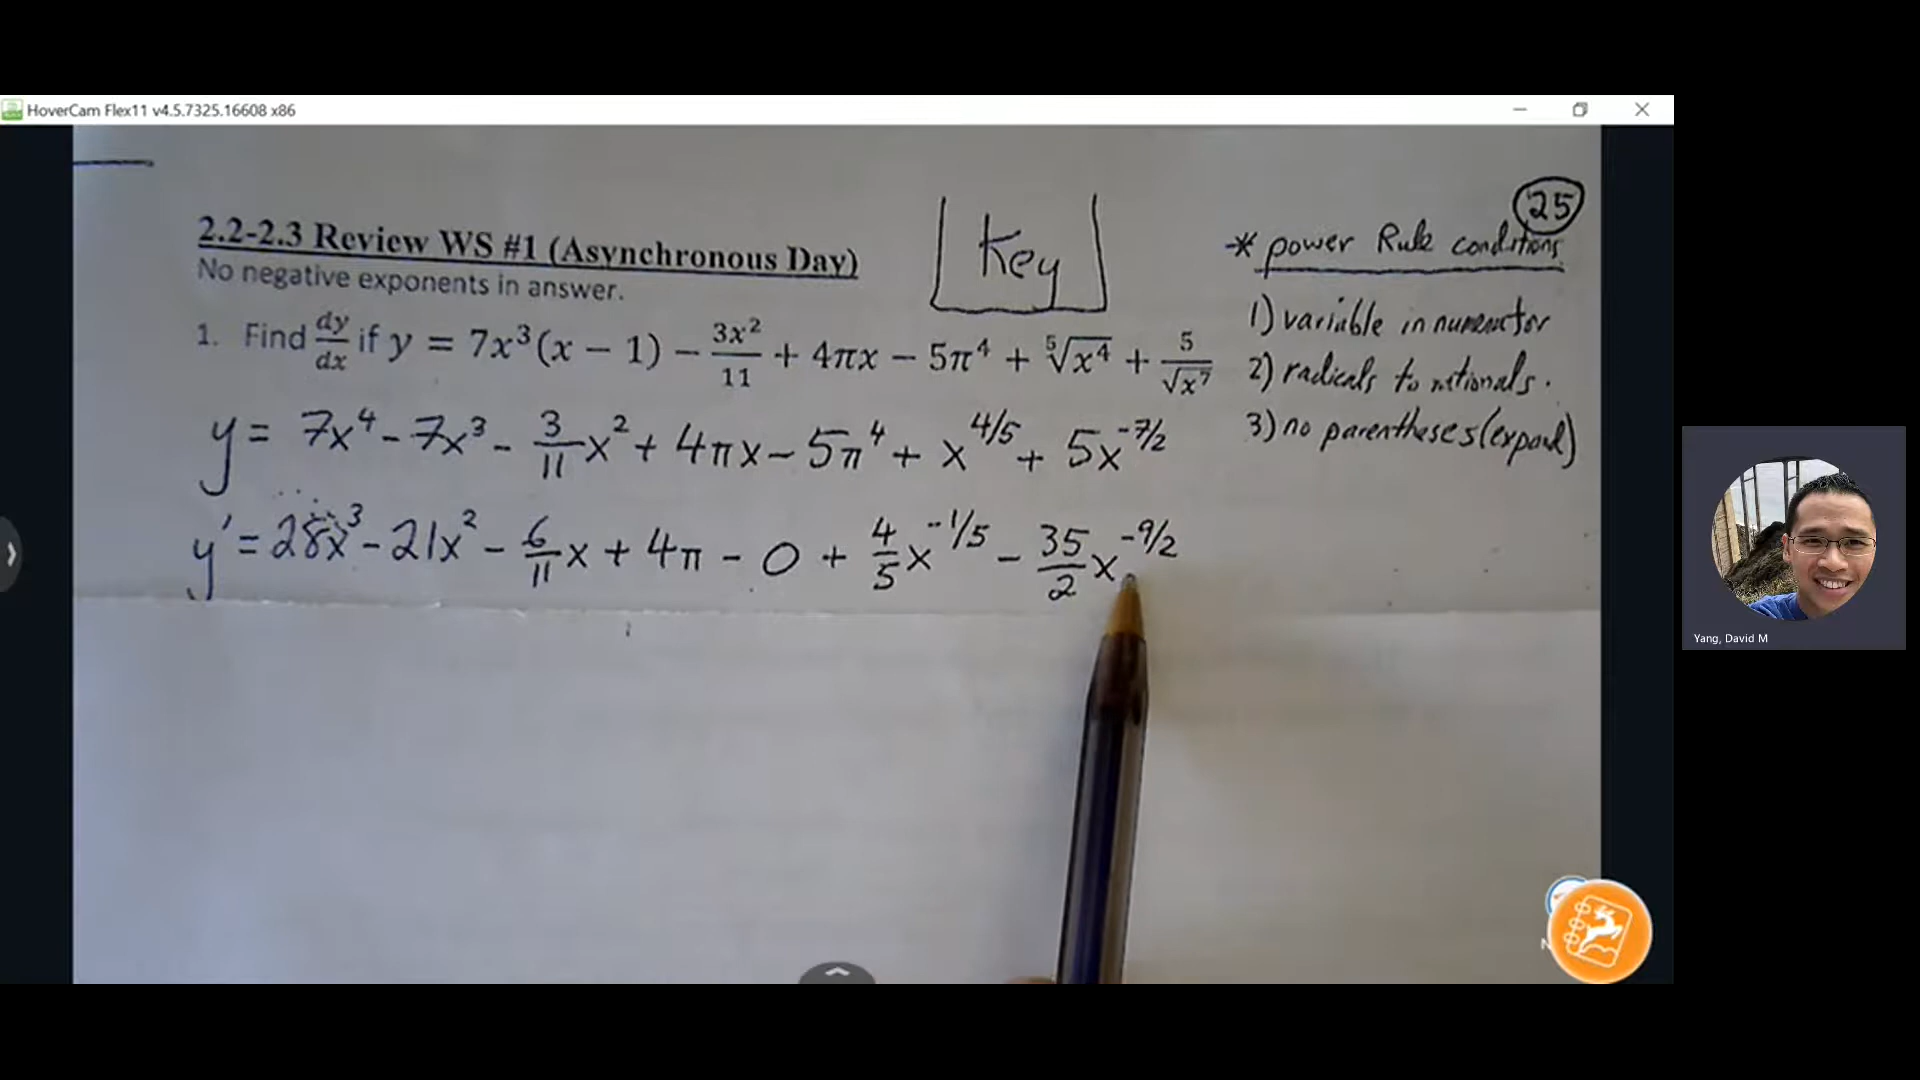 HoverCam Flex11 v4.5.7325.16608 x86
25
2.2-2.3 Review WS #1 (Asynchronous Day)
Key
No negative exponents in answer.
1. Find dy/dx if y = 7x³(x − 1) − 3x²/11 + 4πx − 5π⁴ + ⁵√x⁴ + 5/√x⁷
y = 7x⁴ - 7x³ - 3/11 x² + 4πx - 5π⁴ + x^4/5 + 5x^-7/2
y' = 28x³ - 21x² - 6/11 x + 4π - 0 + 4/5 x^-1/5 - 35/2 x^-9/2
* power Rule conditions
1) variable in numerator
2) radicals to rationals.
3) no parentheses (expand)
Yang, David M
N